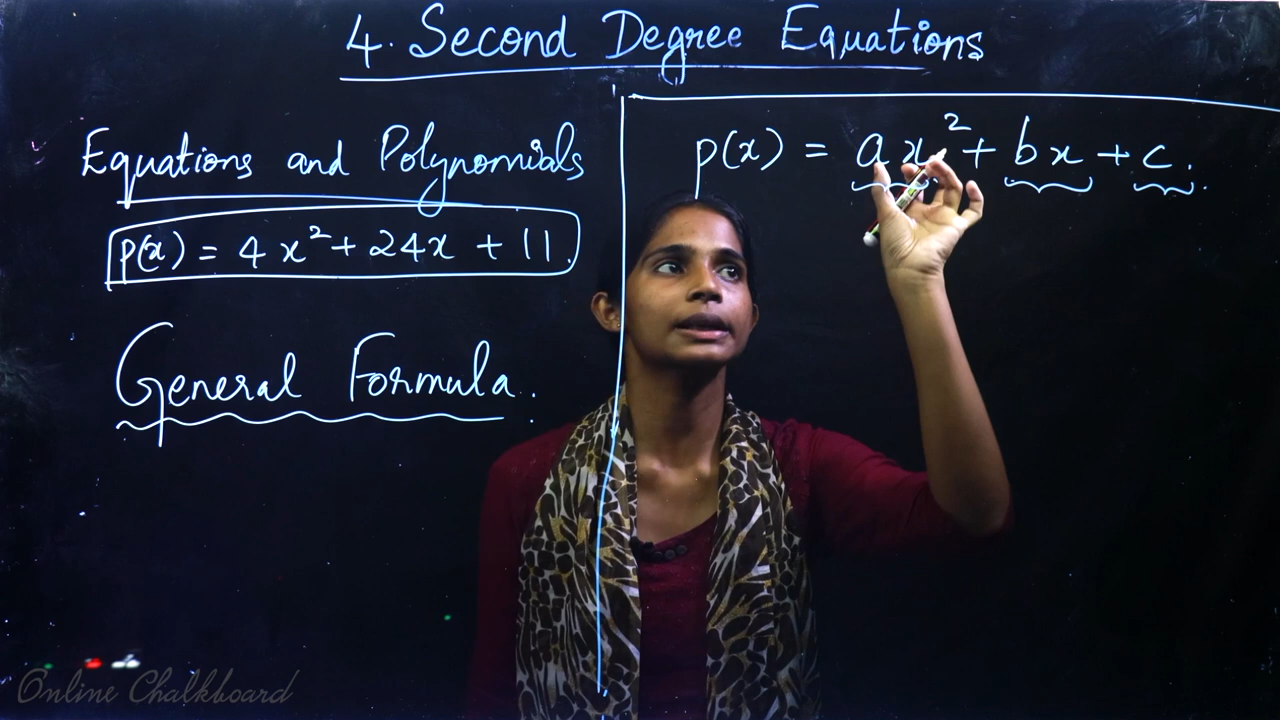 4. Second Degree Equations
Equations and Polynomials
p(x) = 4x² + 24x + 11.
General Formula.
p(x) = ax² + bx + c.
Online Chalkboard